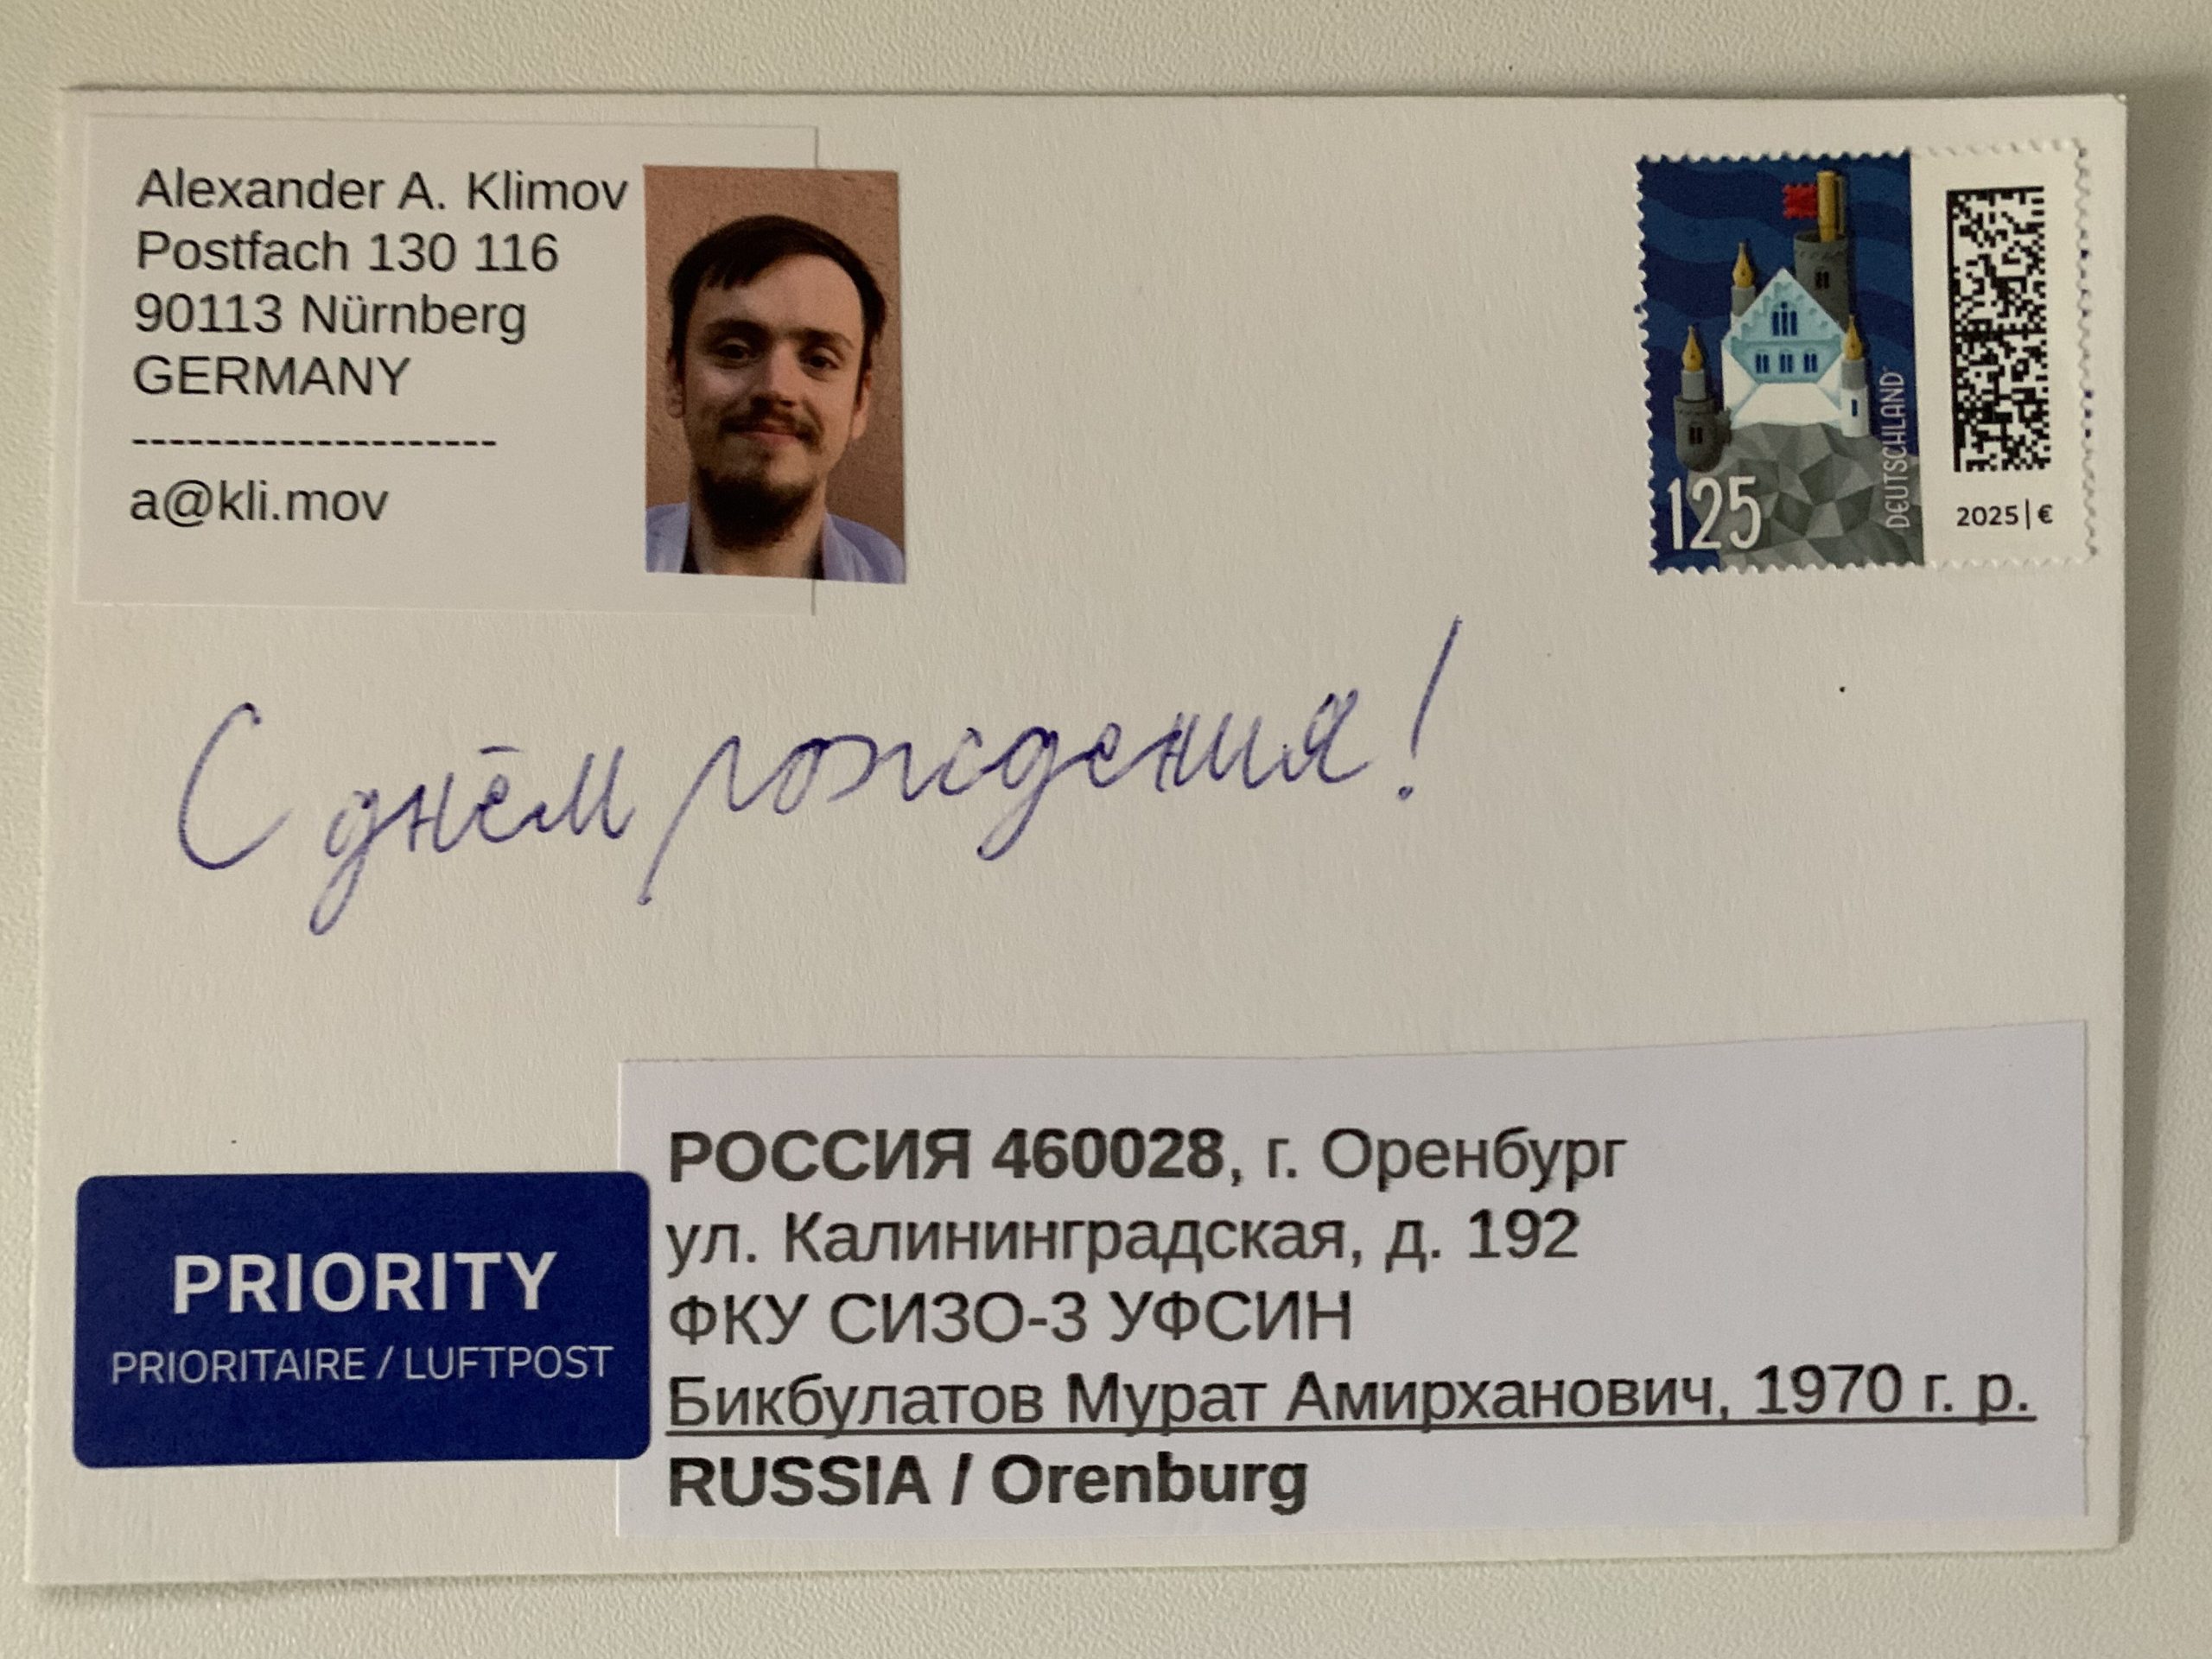 Alexander A. Klimov
Postfach 130 116
90113 Nürnberg
GERMANY
--------------------
a@kli.mov
125
DEUTSCHLAND
2025|€
С днём рождения!
PRIORITY
PRIORITAIRE / LUFTPOST
РОССИЯ 460028, г. Оренбург
ул. Калининградская, д. 192
ФКУ СИЗО-3 УФСИН
Бикбулатов Мурат Амирханович, 1970 г. р.
RUSSIA / Orenburg